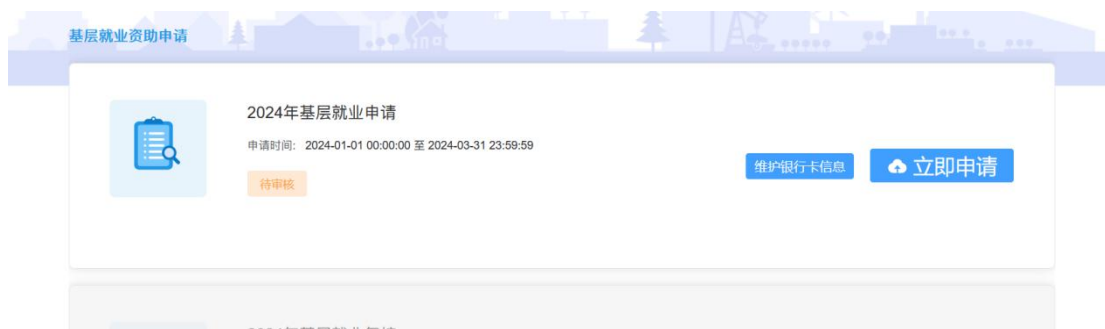 基层就业资助申请
2024年基层就业申请
申请时间: 2024-01-01 00:00:00 至 2024-03-31 23:59:59
维护银行卡信息
立即申请
待审核